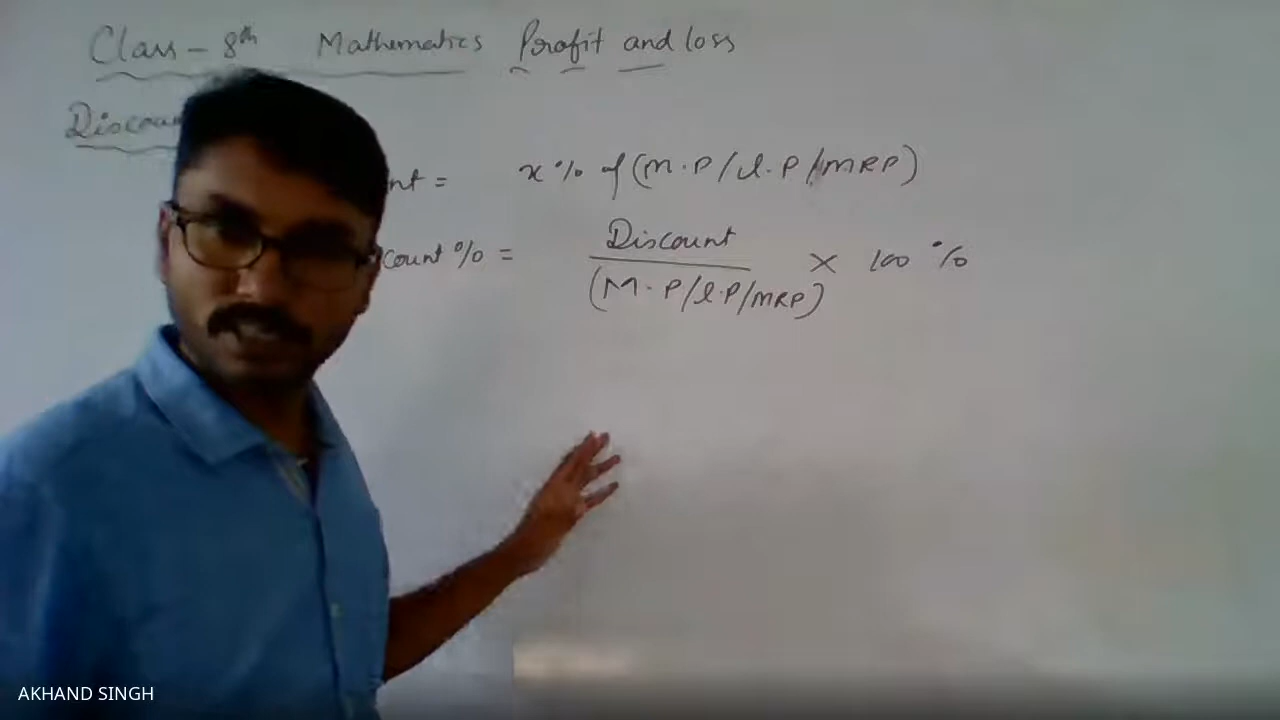 Class - 8th Mathematics Profit and loss
Discoun
nt = x% of (M.P/l.P/MRP)
count % = Discount / (M.P/l.P/MRP) × 100 %
AKHAND SINGH